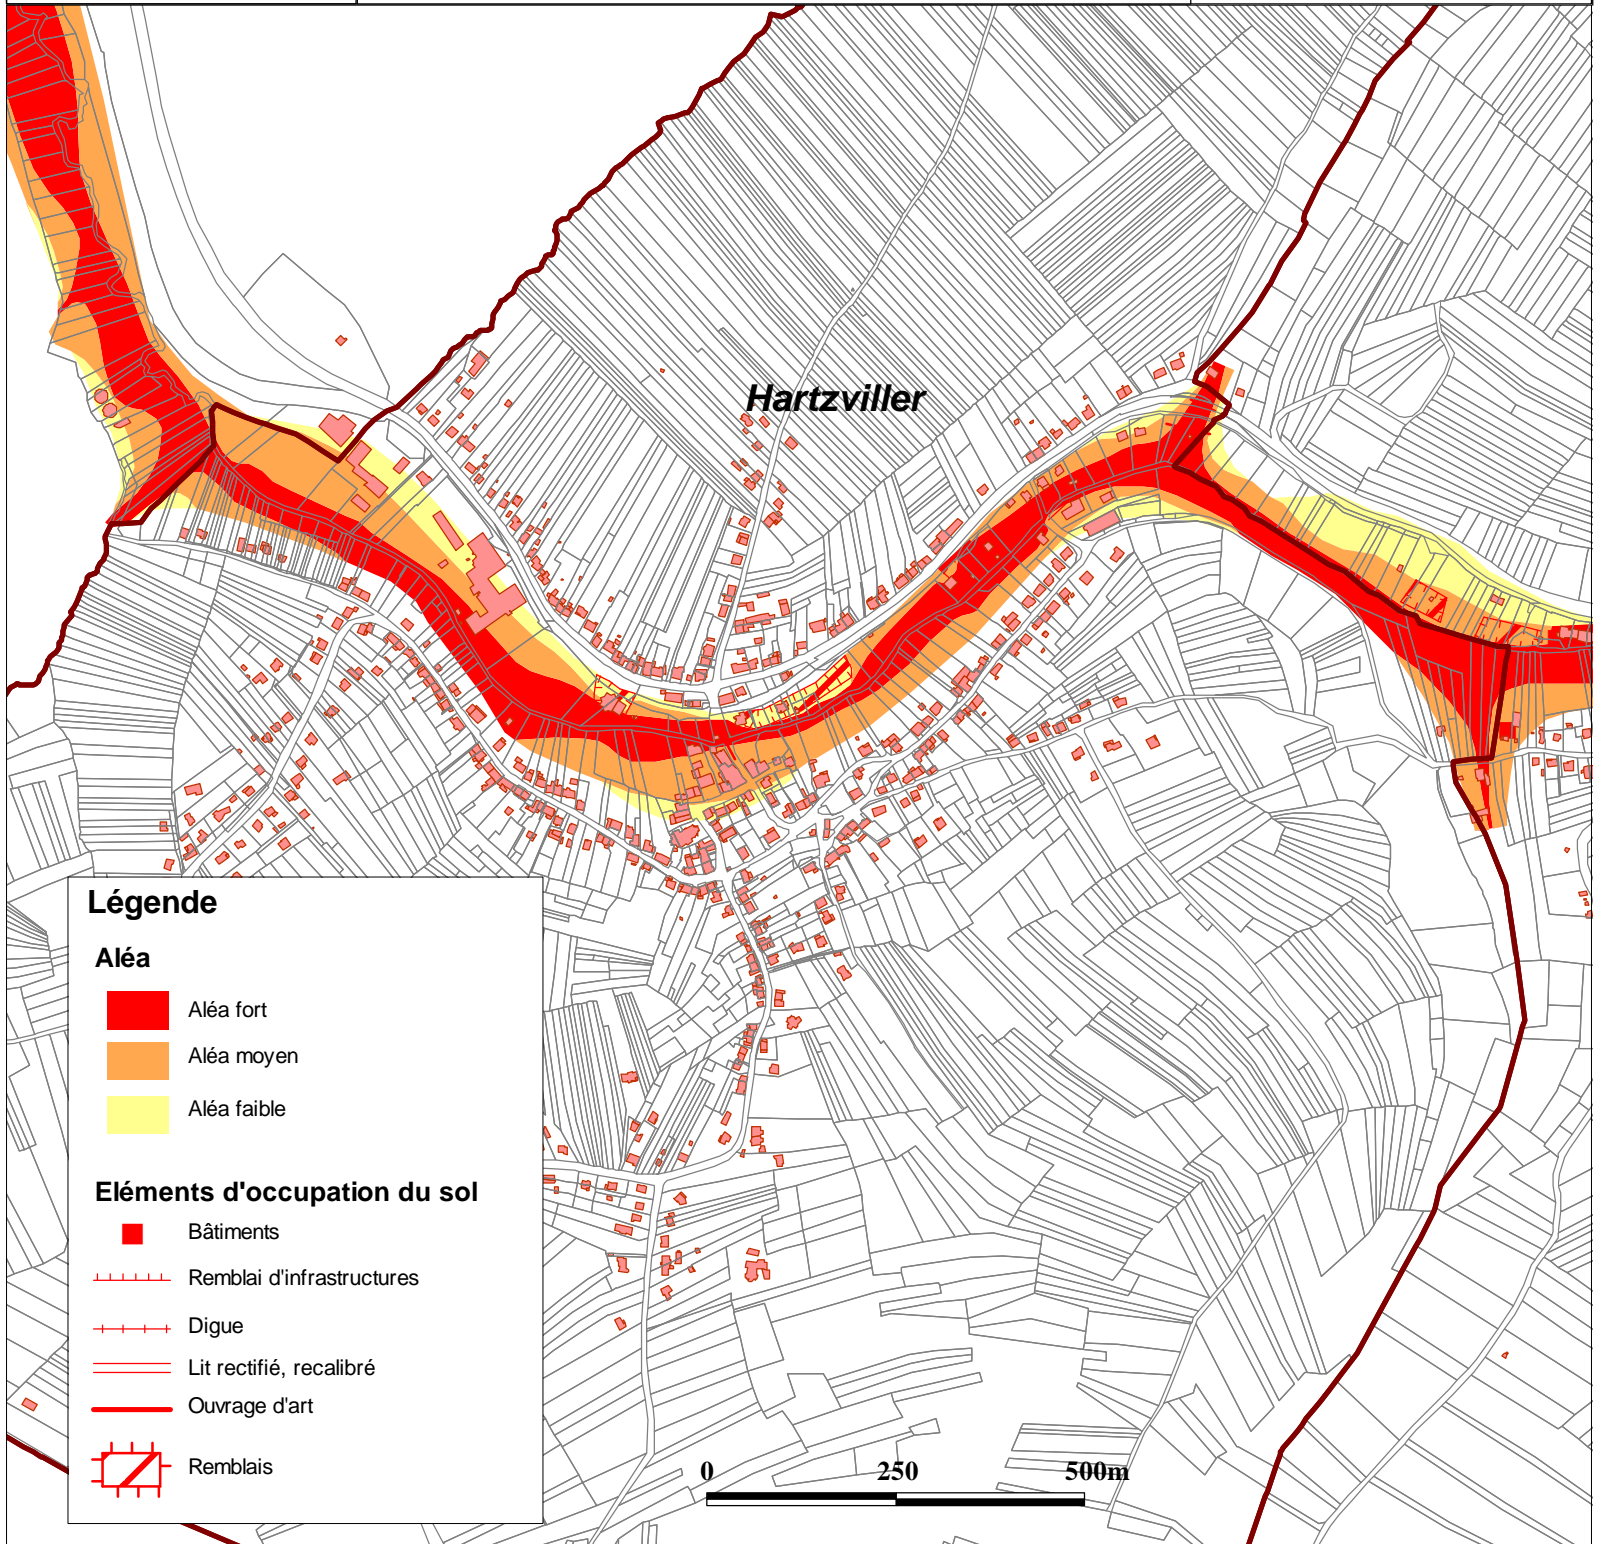 Hartzviller
Légende
Aléa
Aléa fort
Aléa moyen
Aléa faible
Eléments d'occupation du sol
Bâtiments
Remblai d'infrastructures
Digue
Lit rectifié, recalibré
Ouvrage d'art
Remblais
0 250 500m